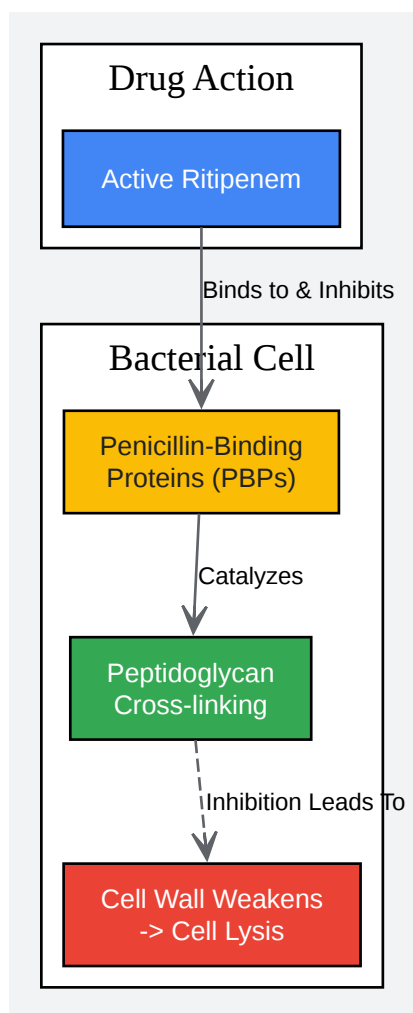 Drug Action
Active Ritipenem
Binds to & Inhibits
Bacterial Cell
Penicillin-Binding
Proteins (PBPs)
Catalyzes
Peptidoglycan
Cross-linking
Inhibition Leads To
Cell Wall Weakens
-> Cell Lysis